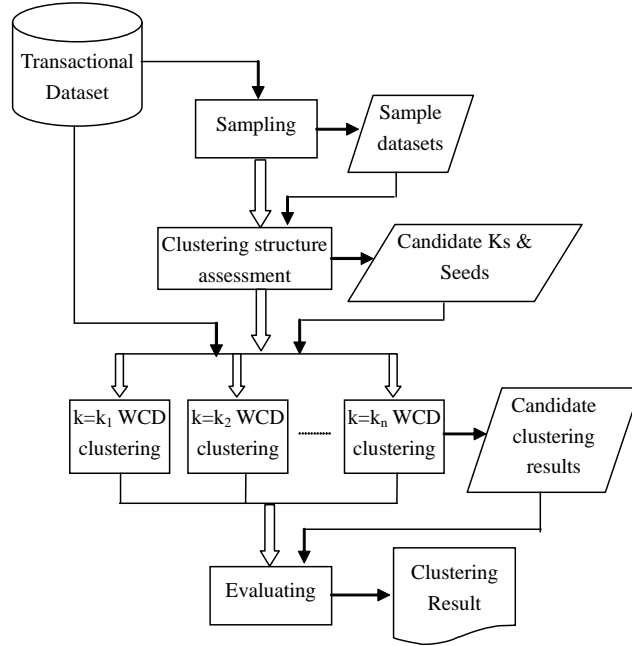 Transactional
Dataset
Sampling
Sample
datasets
Clustering structure
assessment
Candidate Ks &
Seeds
k=k₁ WCD
clustering
k=k₂ WCD
clustering
............
k=kₙ WCD
clustering
Candidate
clustering
results
Evaluating
Clustering
Result